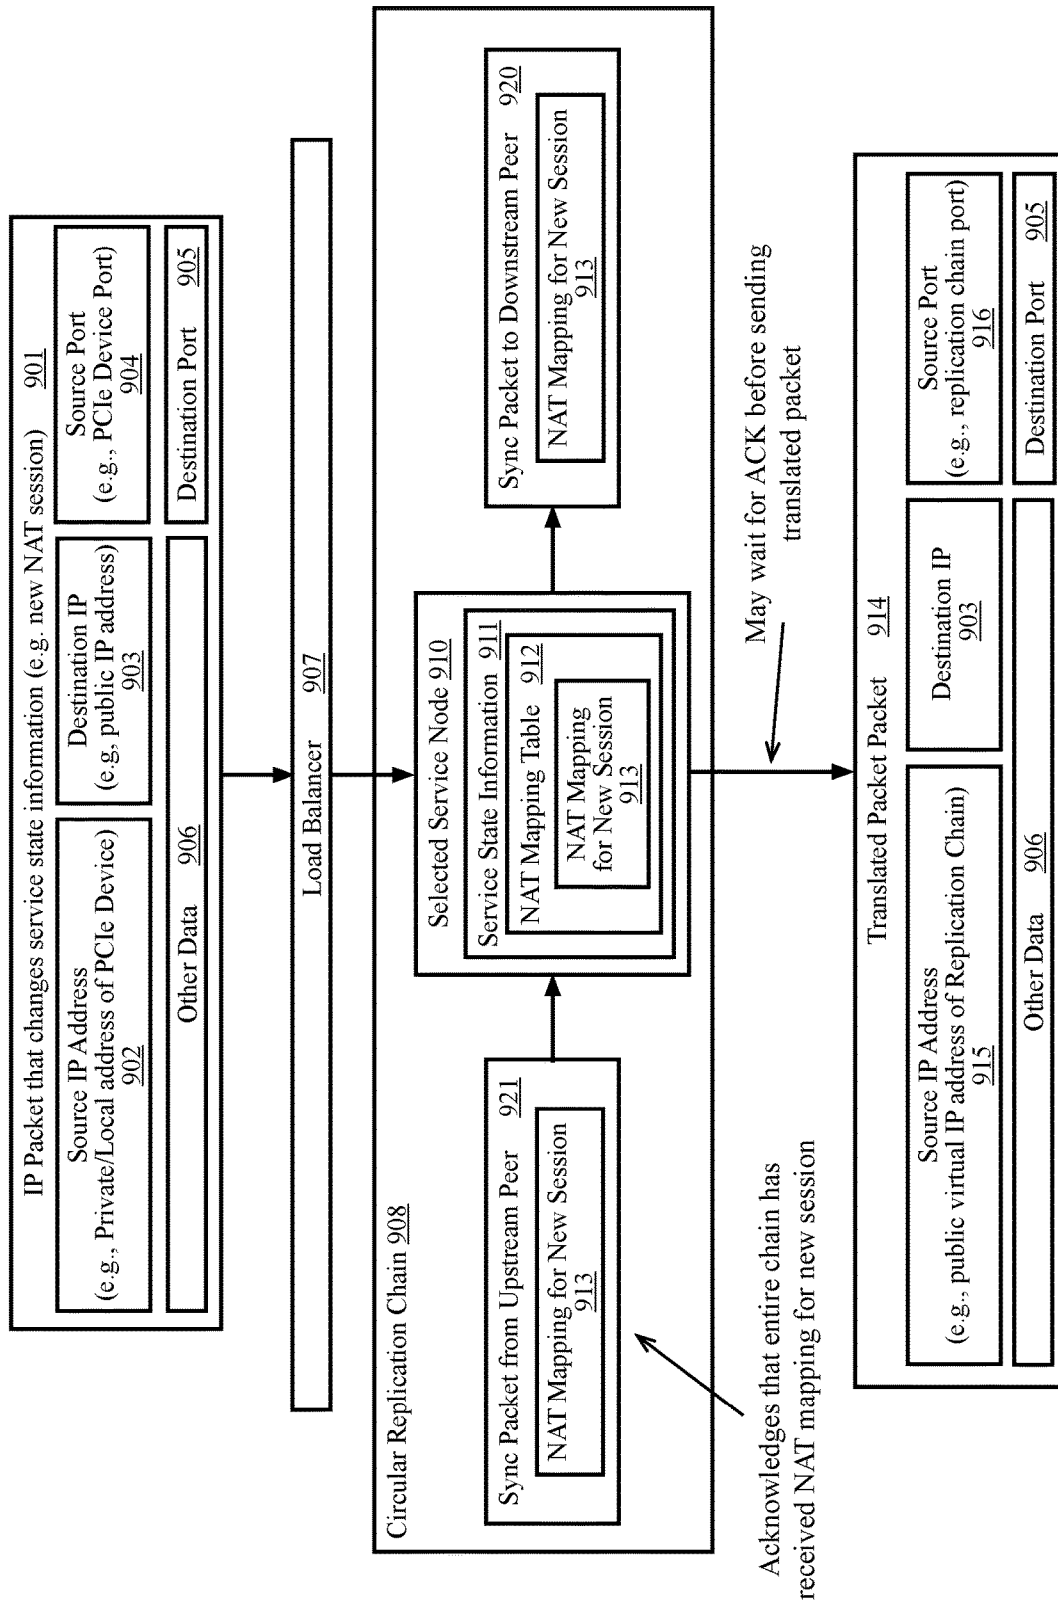 IP Packet that changes service state information (e.g. new NAT session) 901
Source IP Address
(e.g., Private/Local address of PCIe Device)
902
Destination IP
(e.g, public IP address)
903
Source Port
(e.g., PCIe Device Port)
904
Other Data 906
Destination Port 905
Load Balancer 907
Circular Replication Chain 908
Sync Packet from Upstream Peer 921
NAT Mapping for New Session
913
Selected Service Node 910
Service State Information 911
NAT Mapping Table 912
NAT Mapping
for New Session
913
Sync Packet to Downstream Peer 920
NAT Mapping for New Session
913
Acknowledges that entire chain has
received NAT mapping for new session
May wait for ACK before sending
translated packet
Translated Packet Packet 914
Source IP Address
(e.g., public virtual IP address of Replication Chain)
915
Destination IP
903
Source Port
(e.g., replication chain port)
916
Other Data 906
Destination Port 905